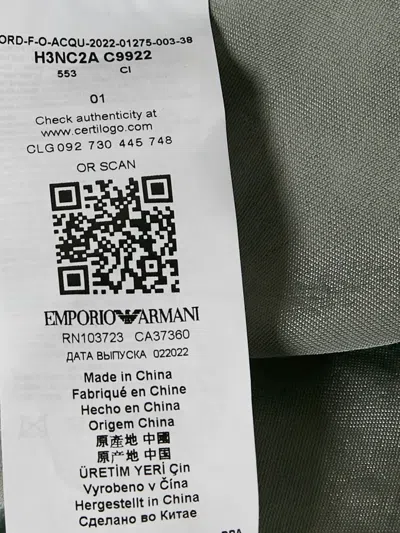 ORD-F-O-ACQU-2022-01275-003-38
H3NC2A C9922
553 CI
01
Check authenticity at
www.certilogo.com
CLG 092 730 445 748
OR SCAN
EMPORIO ARMANI
RN103723 CA37360
ДАТА ВЫПУСКА 022022
Made in China
Fabriqué en Chine
Hecho en China
Origem China
原產地 中國
原产地 中国
ÜRETİM YERİ Çin
Vyrobeno v Čína
Hergestellt in China
Сделано во Китае